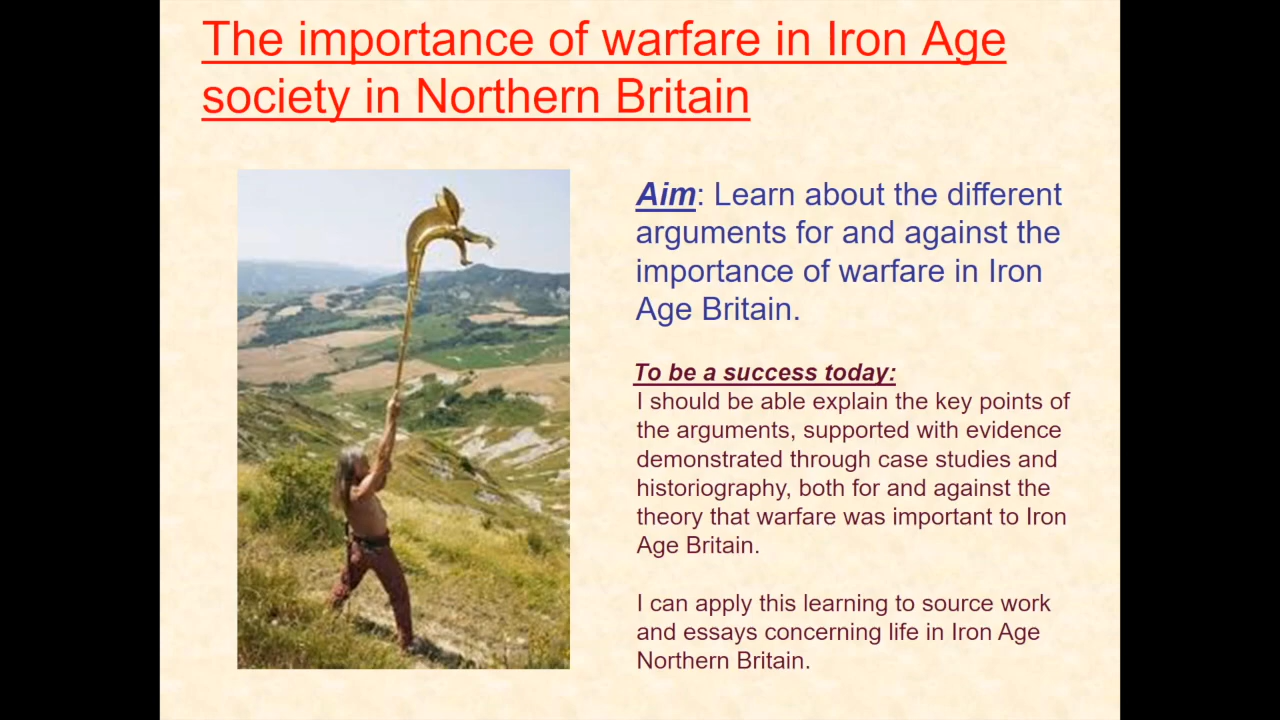 The importance of warfare in Iron Age
society in Northern Britain
Aim: Learn about the different
arguments for and against the
importance of warfare in Iron
Age Britain.
To be a success today:
I should be able explain the key points of
the arguments, supported with evidence
demonstrated through case studies and
historiography, both for and against the
theory that warfare was important to Iron
Age Britain.
I can apply this learning to source work
and essays concerning life in Iron Age
Northern Britain.